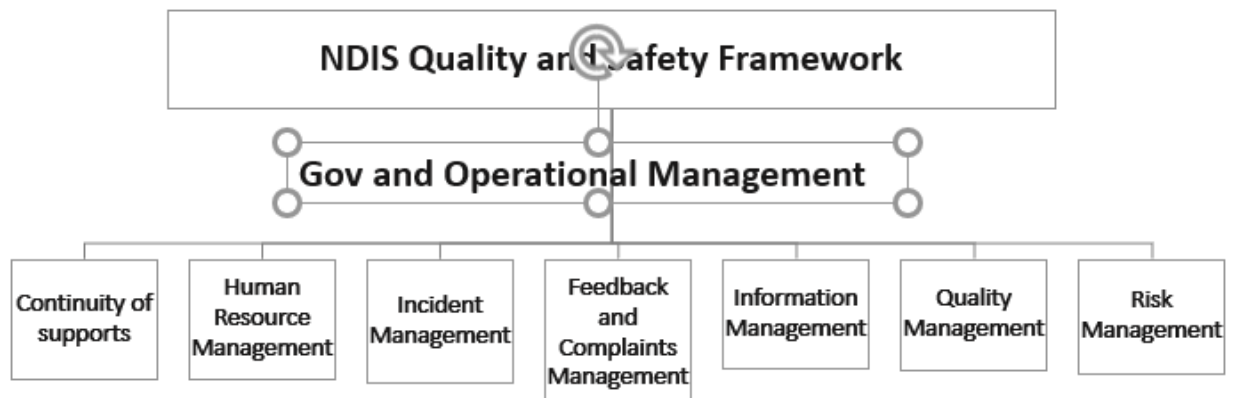 NDIS Quality and Safety Framework
Gov and Operational Management
Continuity of
supports
Human
Resource
Management
Incident
Management
Feedback
and
Complaints
Management
Information
Management
Quality
Management
Risk
Management